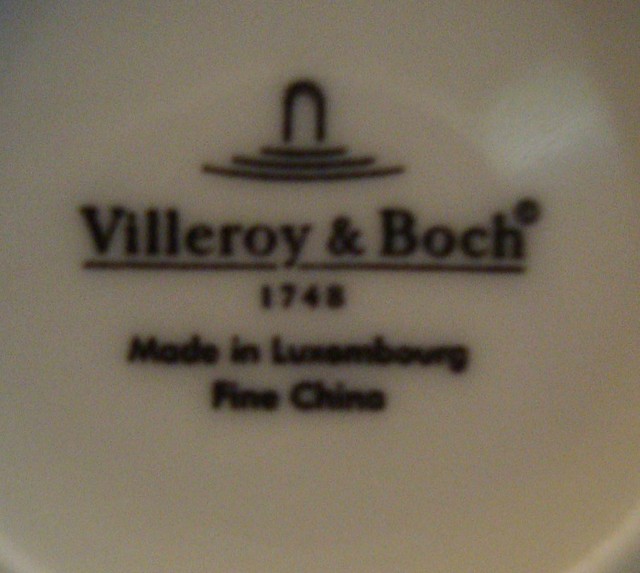 Villeroy & Boch®
1748
Made in Luxembourg
Fine China